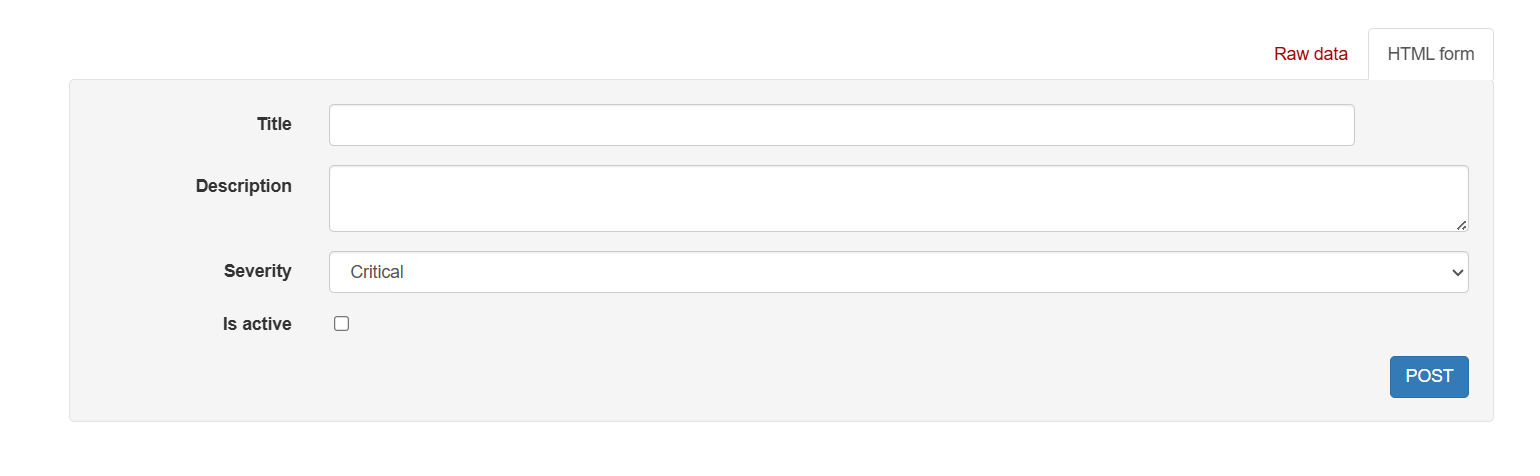 Raw data HTML form
Title
Description
Severity Critical
Is active
POST